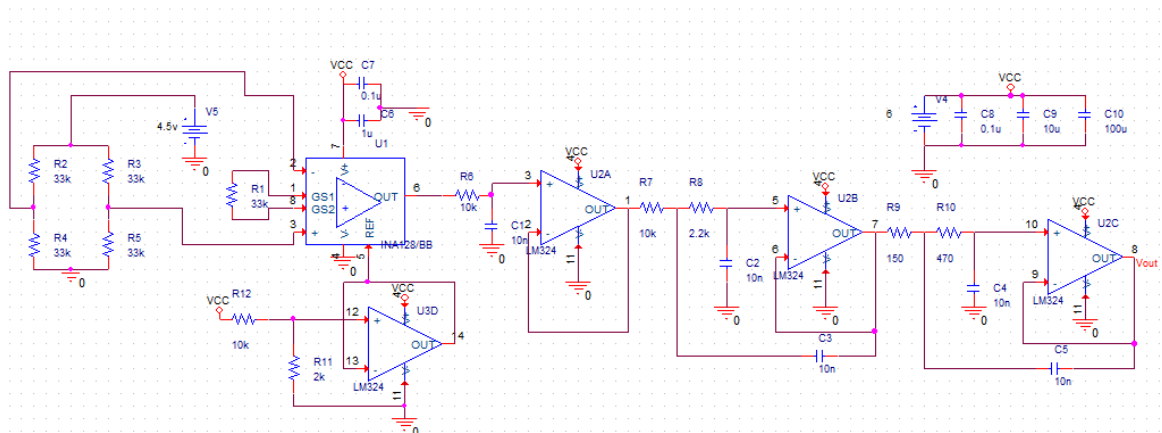 VCC
C7
0.1u
C6
1u
0
V5
4.5v
0
R2
33k
R3
33k
R4
33k
R5
33k
0
R1
33k
U1
7
V+
2
-
1
GS1
8
GS2
3
+
-
+
OUT
6
REF
V-
4
5
INA128/BB
0
R6
10k
C1
10n
0
VCC
4
U2A
3
+
V+
OUT
1
2
-
V-
11
LM324
0
R7
10k
R8
2.2k
C2
10n
0
VCC
4
U2B
5
+
V+
OUT
7
6
-
V-
11
LM324
0
C3
10n
R9
150
R10
470
C4
10n
0
VCC
4
U2C
10
+
V+
OUT
8
Vout
9
-
V-
11
LM324
0
C5
10n
VCC
V4
6
C8
0.1u
C9
10u
C10
100u
0
VCC
R12
10k
R11
2k
VCC
4
U3D
12
+
V+
OUT
14
13
-
V-
11
LM324
0